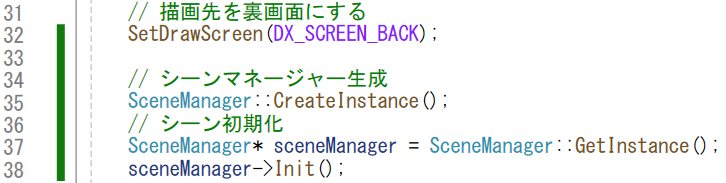 31 // 描画先を裏画面にする
32 SetDrawScreen(DX_SCREEN_BACK);
33
34 // シーンマネージャー生成
35 SceneManager::CreateInstance();
36 // シーン初期化
37 SceneManager* sceneManager = SceneManager::GetInstance();
38 sceneManager->Init();